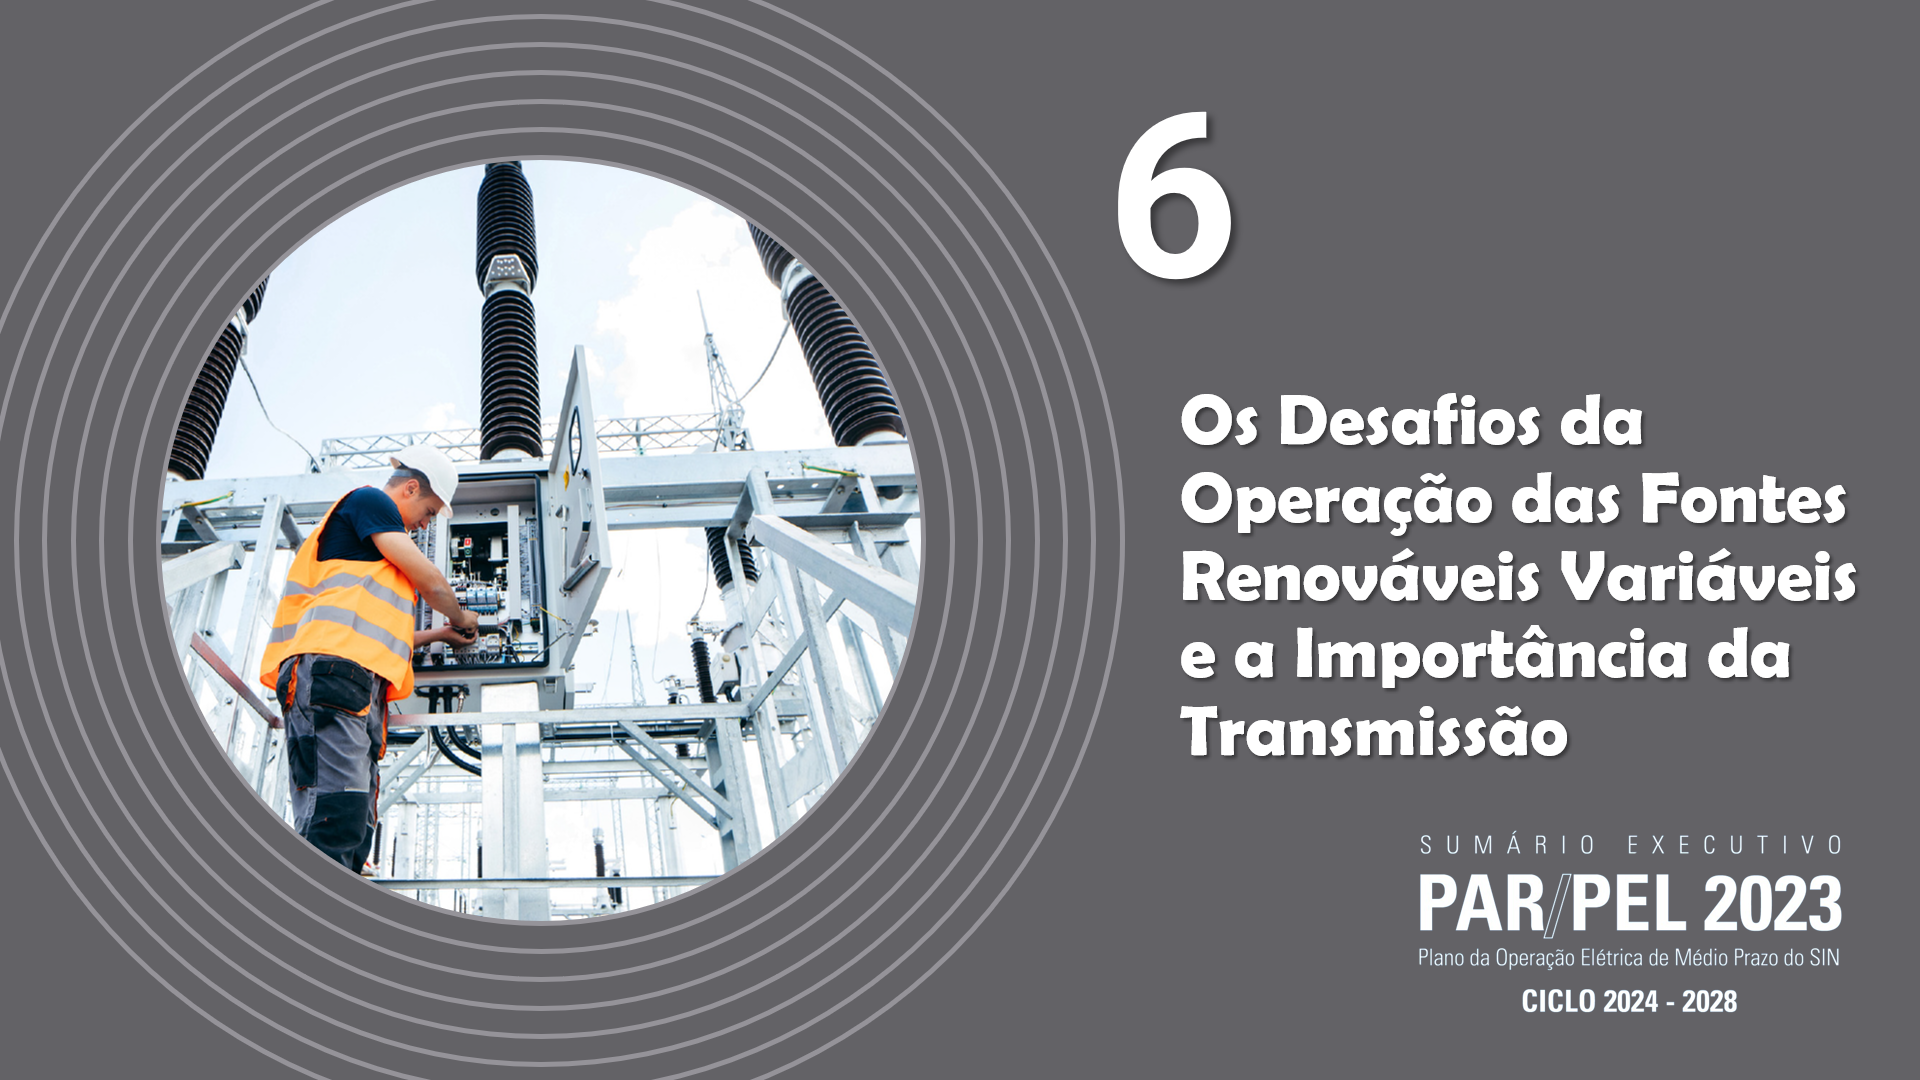 6
Os Desafios da
Operação das Fontes
Renováveis Variáveis
e a Importância da
Transmissão
SUMÁRIO EXECUTIVO
PAR/PEL 2023
Plano da Operação Elétrica de Médio Prazo do SIN
CICLO 2024 - 2028